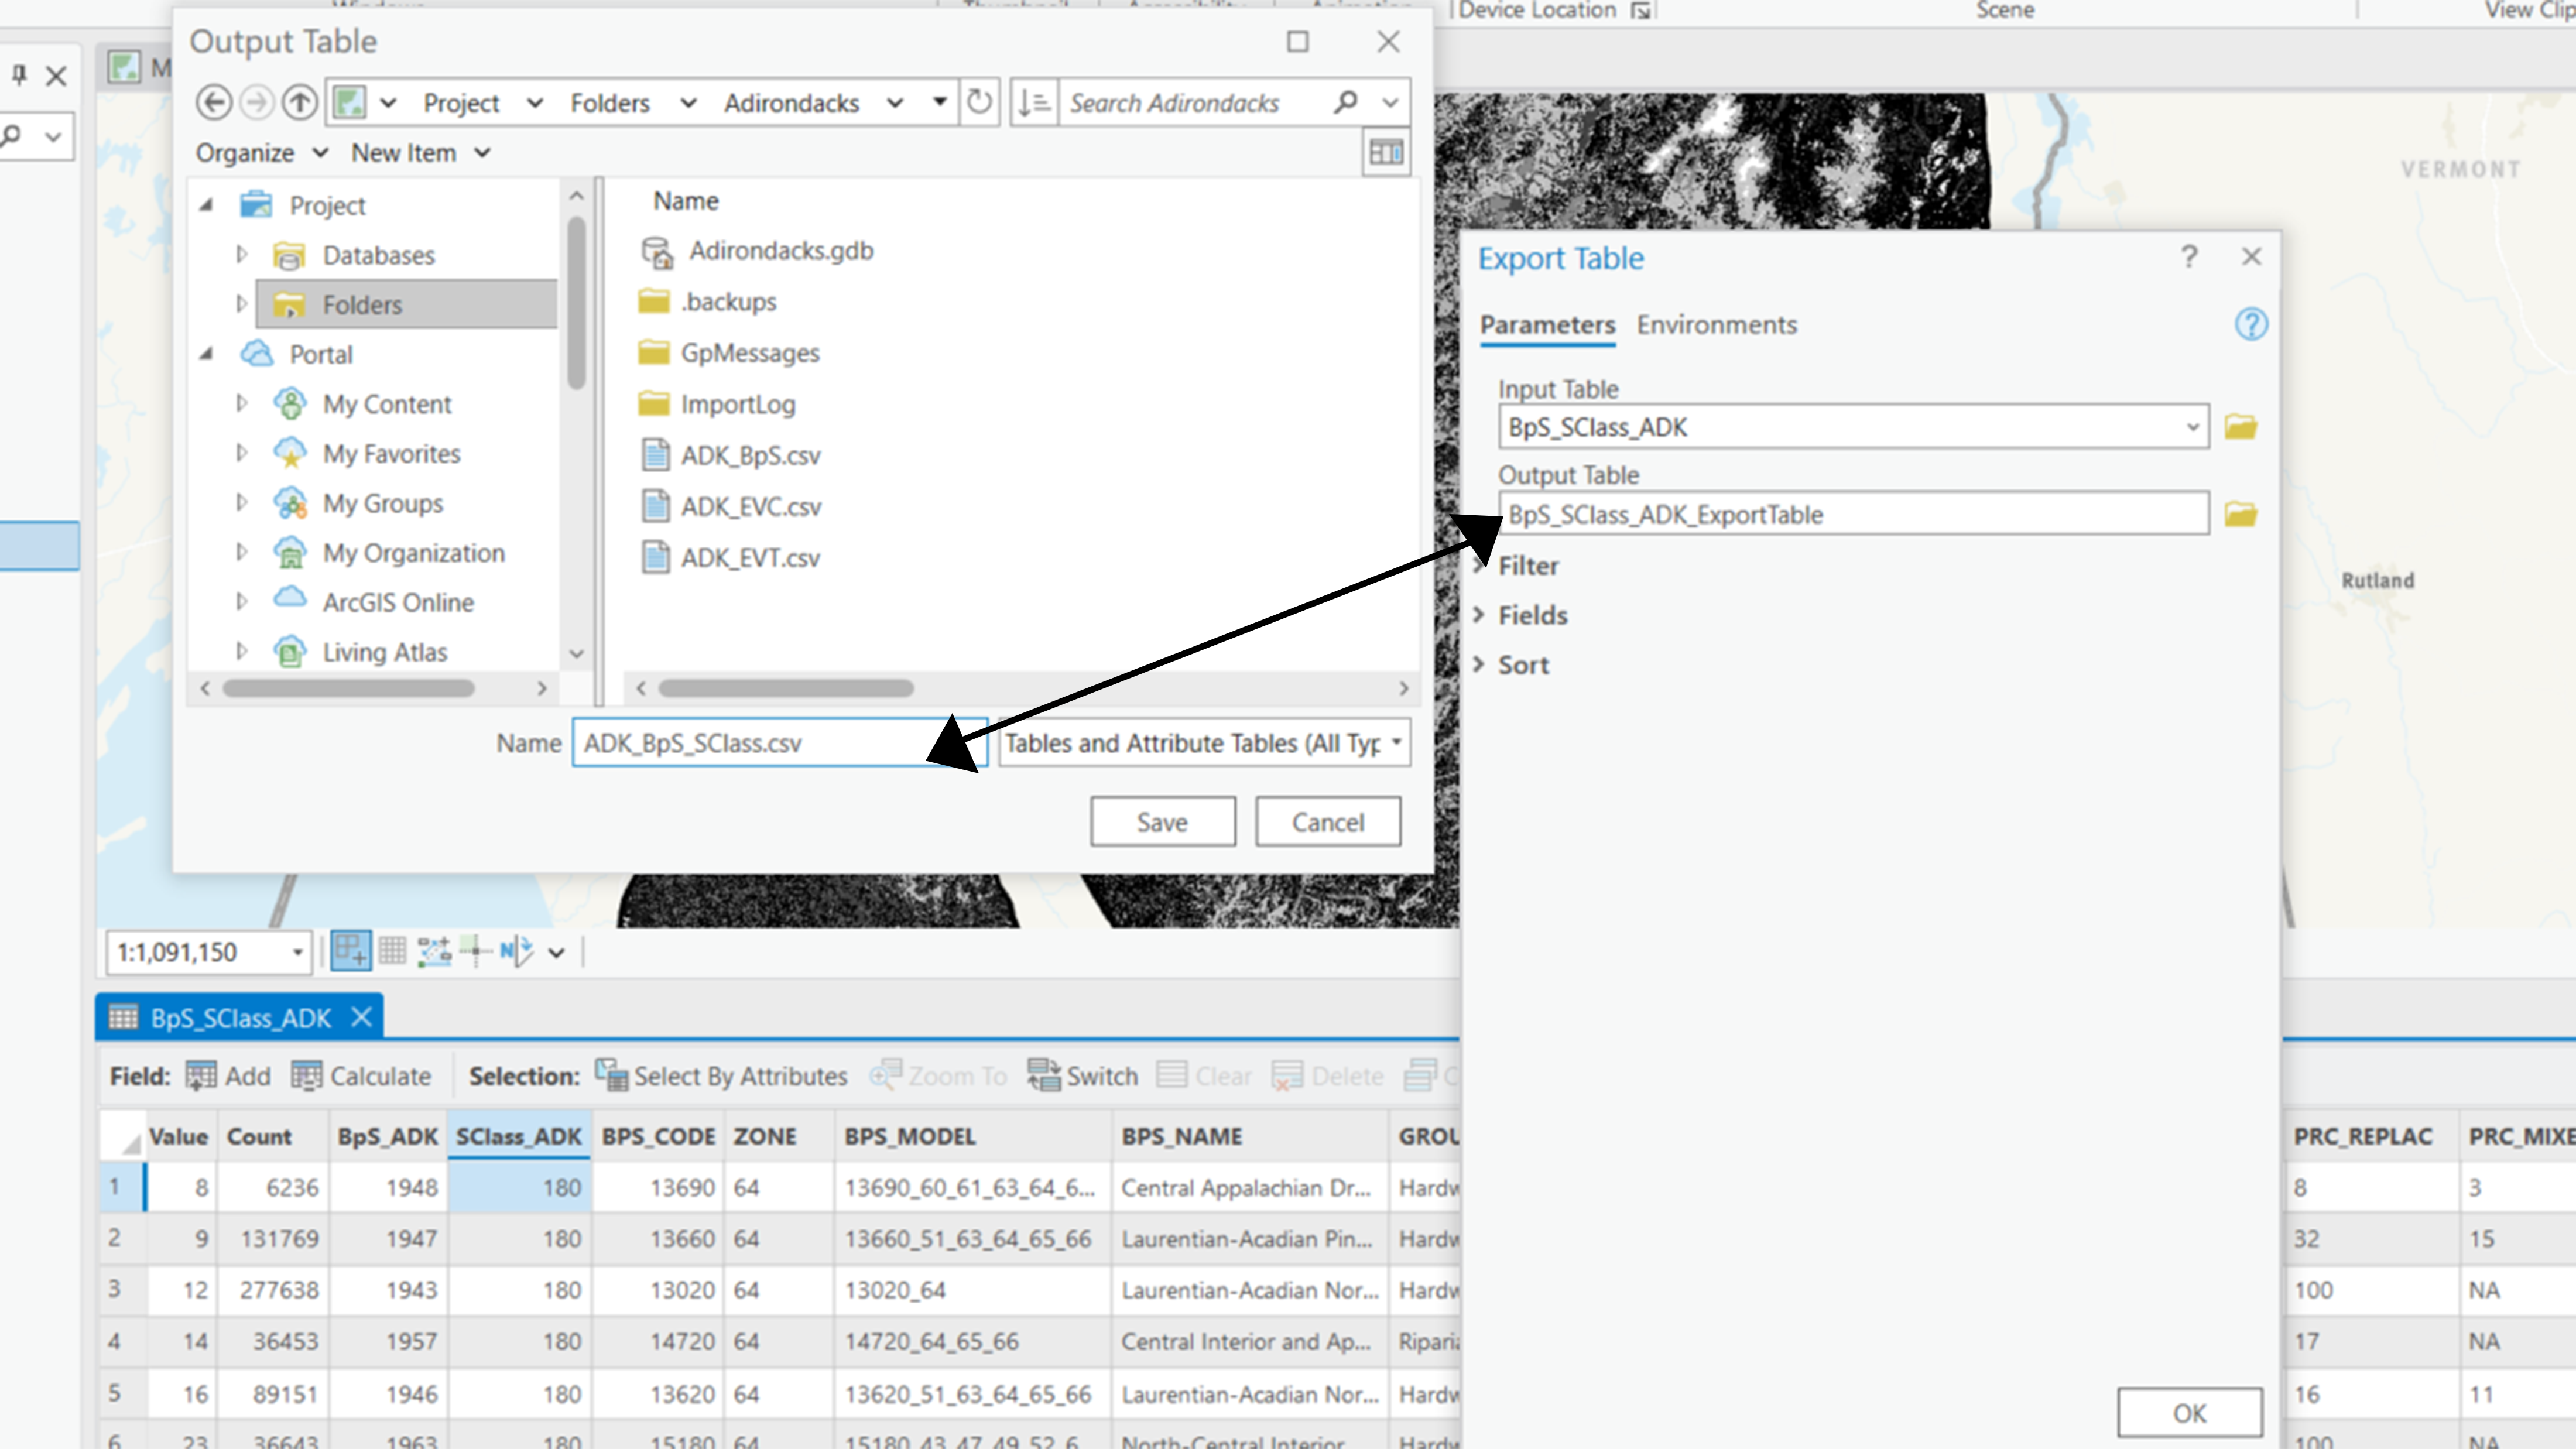 Device Location
Scene
View Clip
Output Table
M
Project
Folders
Adirondacks
Search Adirondacks
Organize
New Item
Project
Databases
Folders
Portal
My Content
My Favorites
My Groups
My Organization
ArcGIS Online
Living Atlas
Name
Adirondacks.gdb
.backups
GpMessages
ImportLog
ADK_BpS.csv
ADK_EVC.csv
ADK_EVT.csv
Name ADK_BpS_SClass.csv Tables and Attribute Tables (All Typ
Save Cancel
VERMONT
Export Table ?
Parameters Environments
Input Table
BpS_SClass_ADK
Output Table
BpS_SClass_ADK_ExportTable
Filter
Fields
Sort
OK
Rutland
1:1,091,150
BpS_SClass_ADK
Field: Add Calculate Selection: Select By Attributes Zoom To Switch Clear Delete C
Value Count BpS_ADK SClass_ADK BPS_CODE ZONE BPS_MODEL BPS_NAME GROU PRC_REPLAC PRC_MIXE
1 8 6236 1948 180 13690 64 13690_60_61_63_64_6... Central Appalachian Dr... Hardw 8 3
2 9 131769 1947 180 13660 64 13660_51_63_64_65_66 Laurentian-Acadian Pin... Hardw 32 15
3 12 277638 1943 180 13020 64 13020_64 Laurentian-Acadian Nor... Hardw 100 NA
4 14 36453 1957 180 14720 64 14720_64_65_66 Central Interior and Ap... Ripari 17 NA
5 16 89151 1946 180 13620 64 13620_51_63_64_65_66 Laurentian-Acadian Nor... Hardw 16 11
6 23 36643 1963 180 15180 64 15180_43_47_49_52_6 North-Central Interior Hardw 100 NA